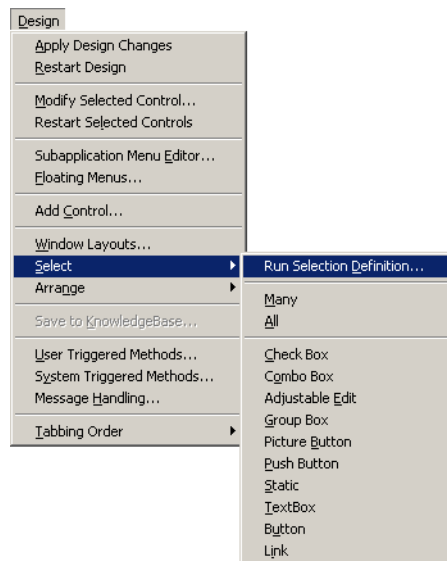 Design
Apply Design Changes
Restart Design
Modify Selected Control...
Restart Selected Controls
Subapplication Menu Editor...
Floating Menus...
Add Control...
Window Layouts...
Select
Arrange
Save to KnowledgeBase...
User Triggered Methods...
System Triggered Methods...
Message Handling...
Tabbing Order
Run Selection Definition...
Many
All
Check Box
Combo Box
Adjustable Edit
Group Box
Picture Button
Push Button
Static
TextBox
Button
Link